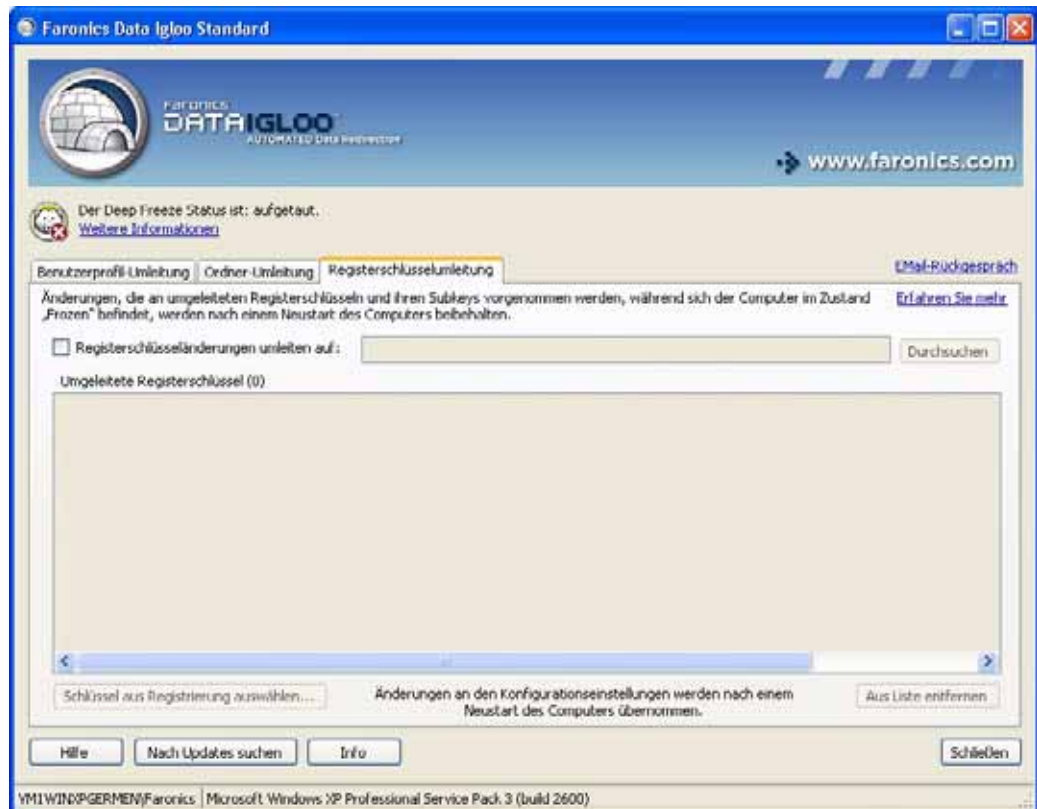 Faronics Data Igloo Standard
Faronics
DATAIGLOO
AUTOMATED Data Redirection
www.faronics.com
Der Deep Freeze Status ist: aufgetaut.
Weitere Informationen
Benutzerprofil-Umleitung
Ordner-Umleitung
Registerschlüsselumleitung
EMail-Rückgespräch
Änderungen, die an umgeleiteten Registerschlüsseln und ihren Subkeys vorgenommen werden, während sich der Computer im Zustand
„Frozen“ befindet, werden nach einem Neustart des Computers beibehalten.
Erfahren Sie mehr
Registerschlüsseländerungen umleiten auf:
Durchsuchen
Umgeleitete Registerschlüssel (0)
Schlüssel aus Registrierung auswählen...
Änderungen an den Konfigurationseinstellungen werden nach einem
Neustart des Computers übernommen.
Aus Liste entfernen
Hilfe
Nach Updates suchen
Info
Schließen
VM1WINXPGERMEN\Faronics
Microsoft Windows XP Professional Service Pack 3 (build 2600)